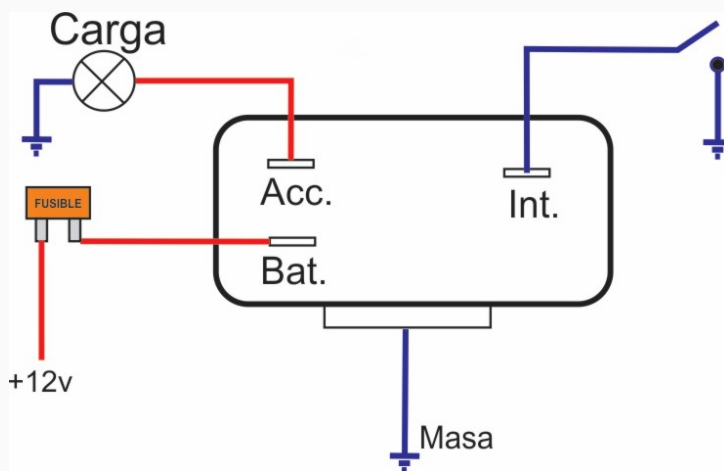 Carga
Acc.
Int.
FUSIBLE
Bat.
+12v
Masa